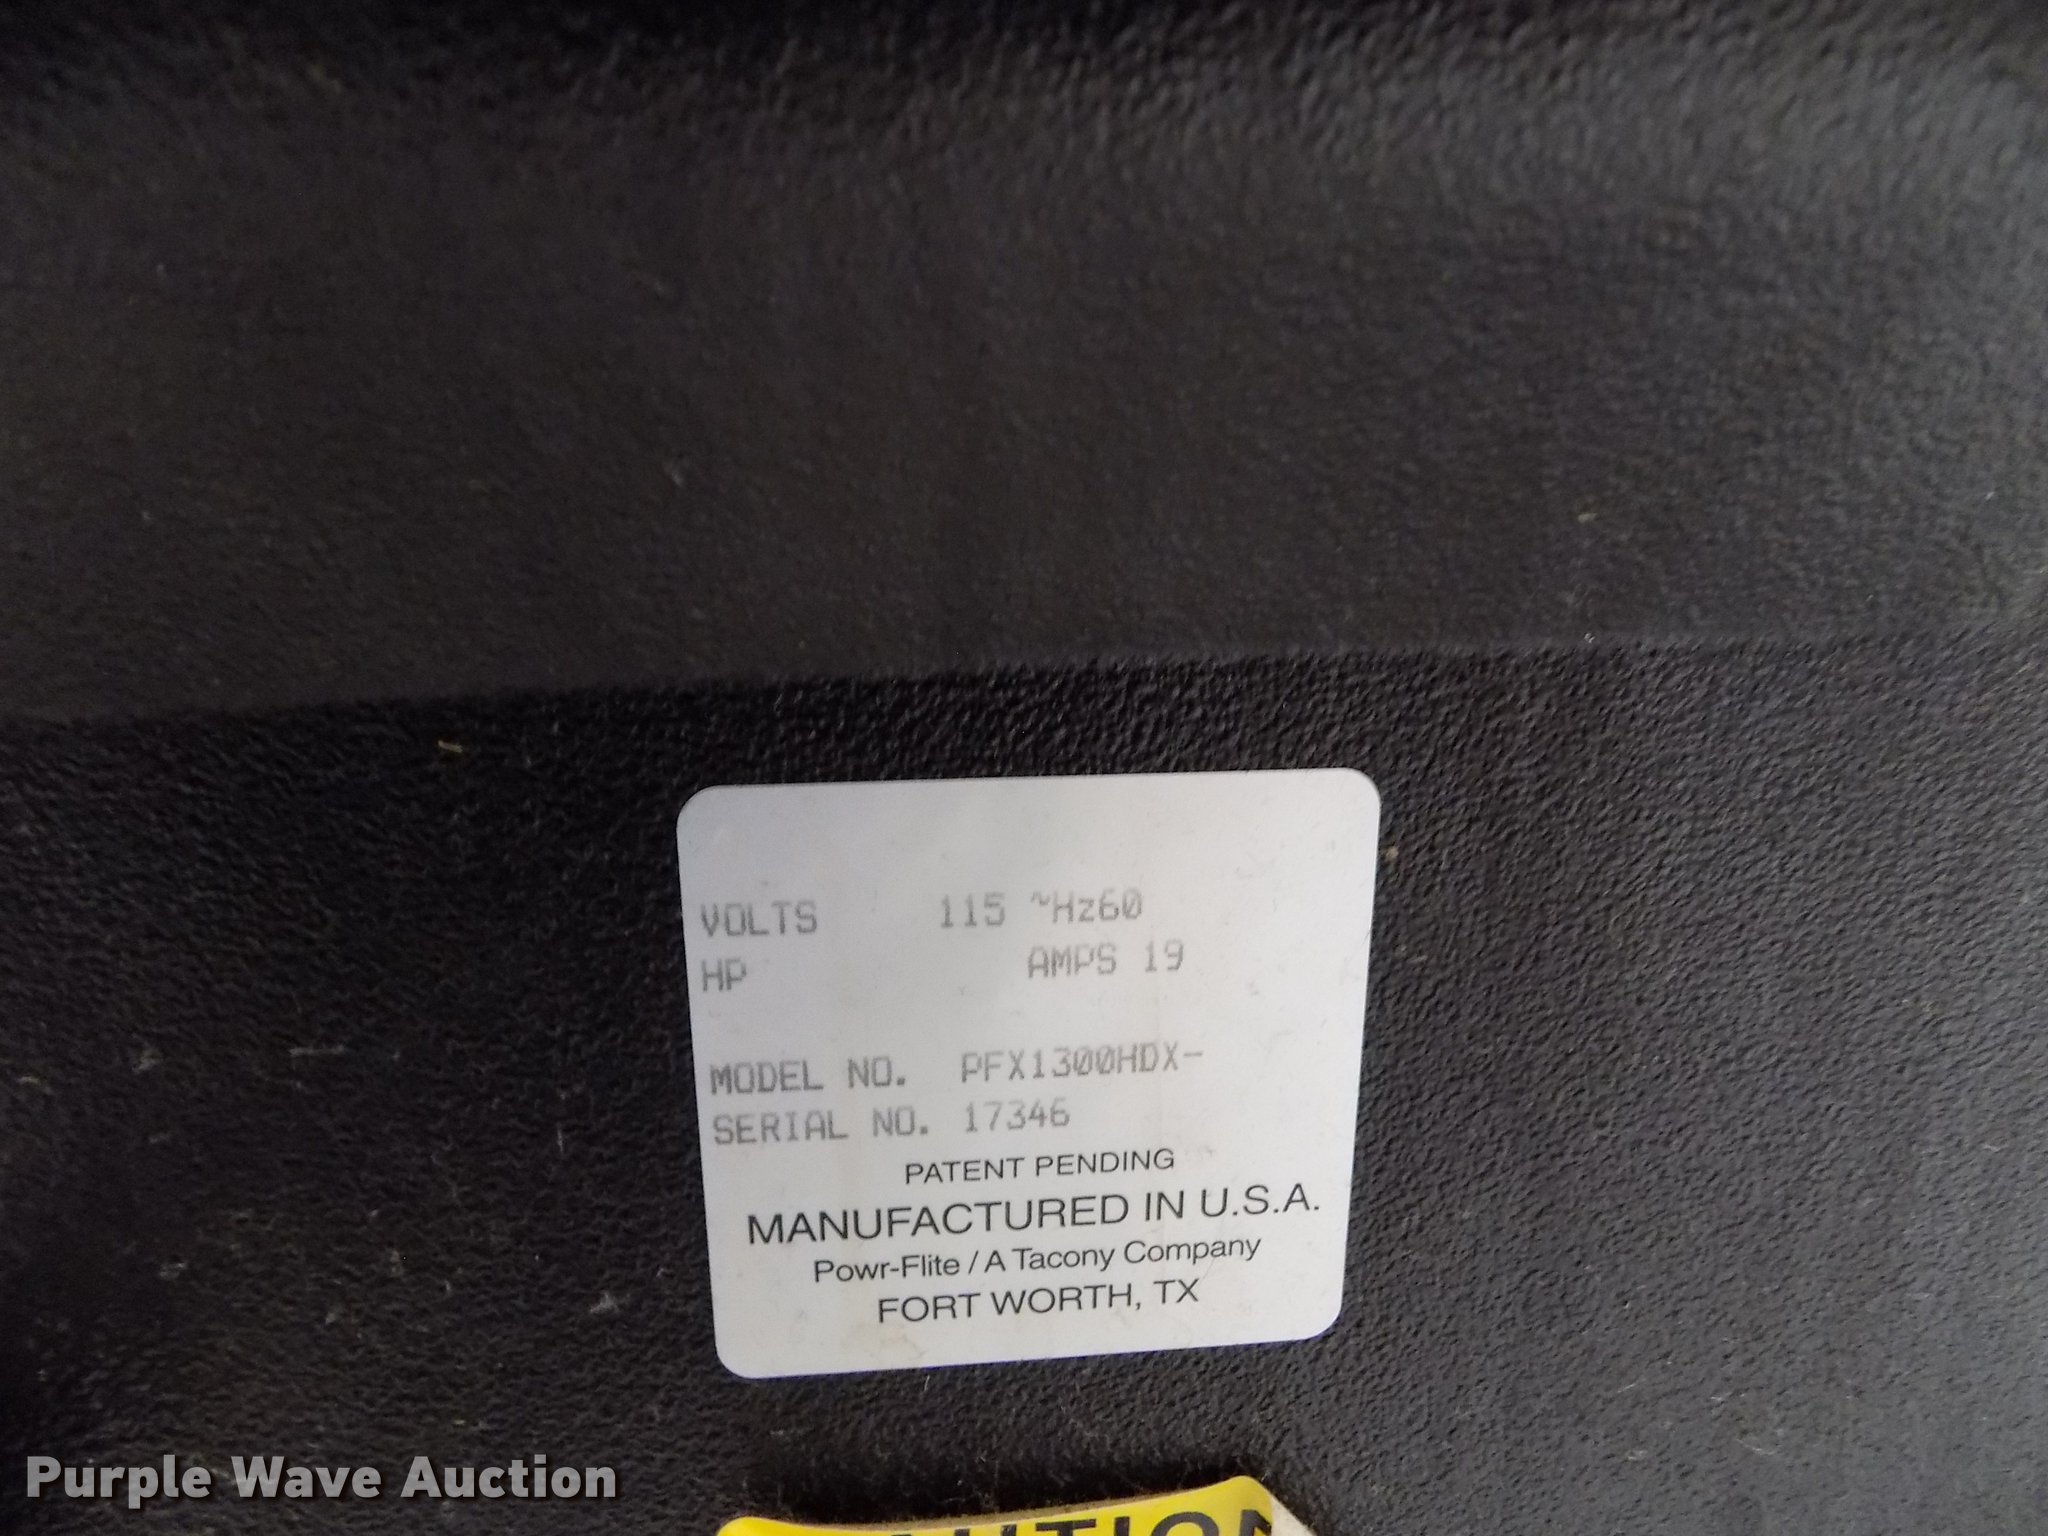 VOLTS 115 ~Hz60
HP AMPS 19
MODEL NO. PFX1300HDX-
SERIAL NO. 17346
PATENT PENDING
MANUFACTURED IN U.S.A.
Powr-Flite / A Tacony Company
FORT WORTH, TX
Purple Wave Auction